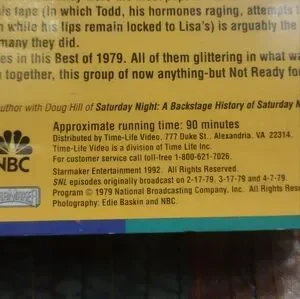 his tape (in which Todd, his hormones raging, attempts
while his lips remain locked to Lisa's) is arguably the
many they did.
es in this Best of 1979. All of them glittering in what wa
together, this group of now anything-but Not Ready fo
uthor with Doug Hill of Saturday Night: A Backstage History of Saturday N
Approximate running time: 90 minutes
Distributed by Time-Life Video. 777 Duke St., Alexandria, VA 22314.
Time-Life Video is a division of Time Life Inc.
For customer service call toll-free 1-800-621-7026.
NBC
Starmaker Entertainment 1992. All Rights Reserved.
SNL episodes originally broadcast on 2-17-79, 3-17-79 and 4-7-79.
Program © 1979 National Broadcasting Company, Inc. All Rights Rese
Photography: Edie Baskin and NBC.